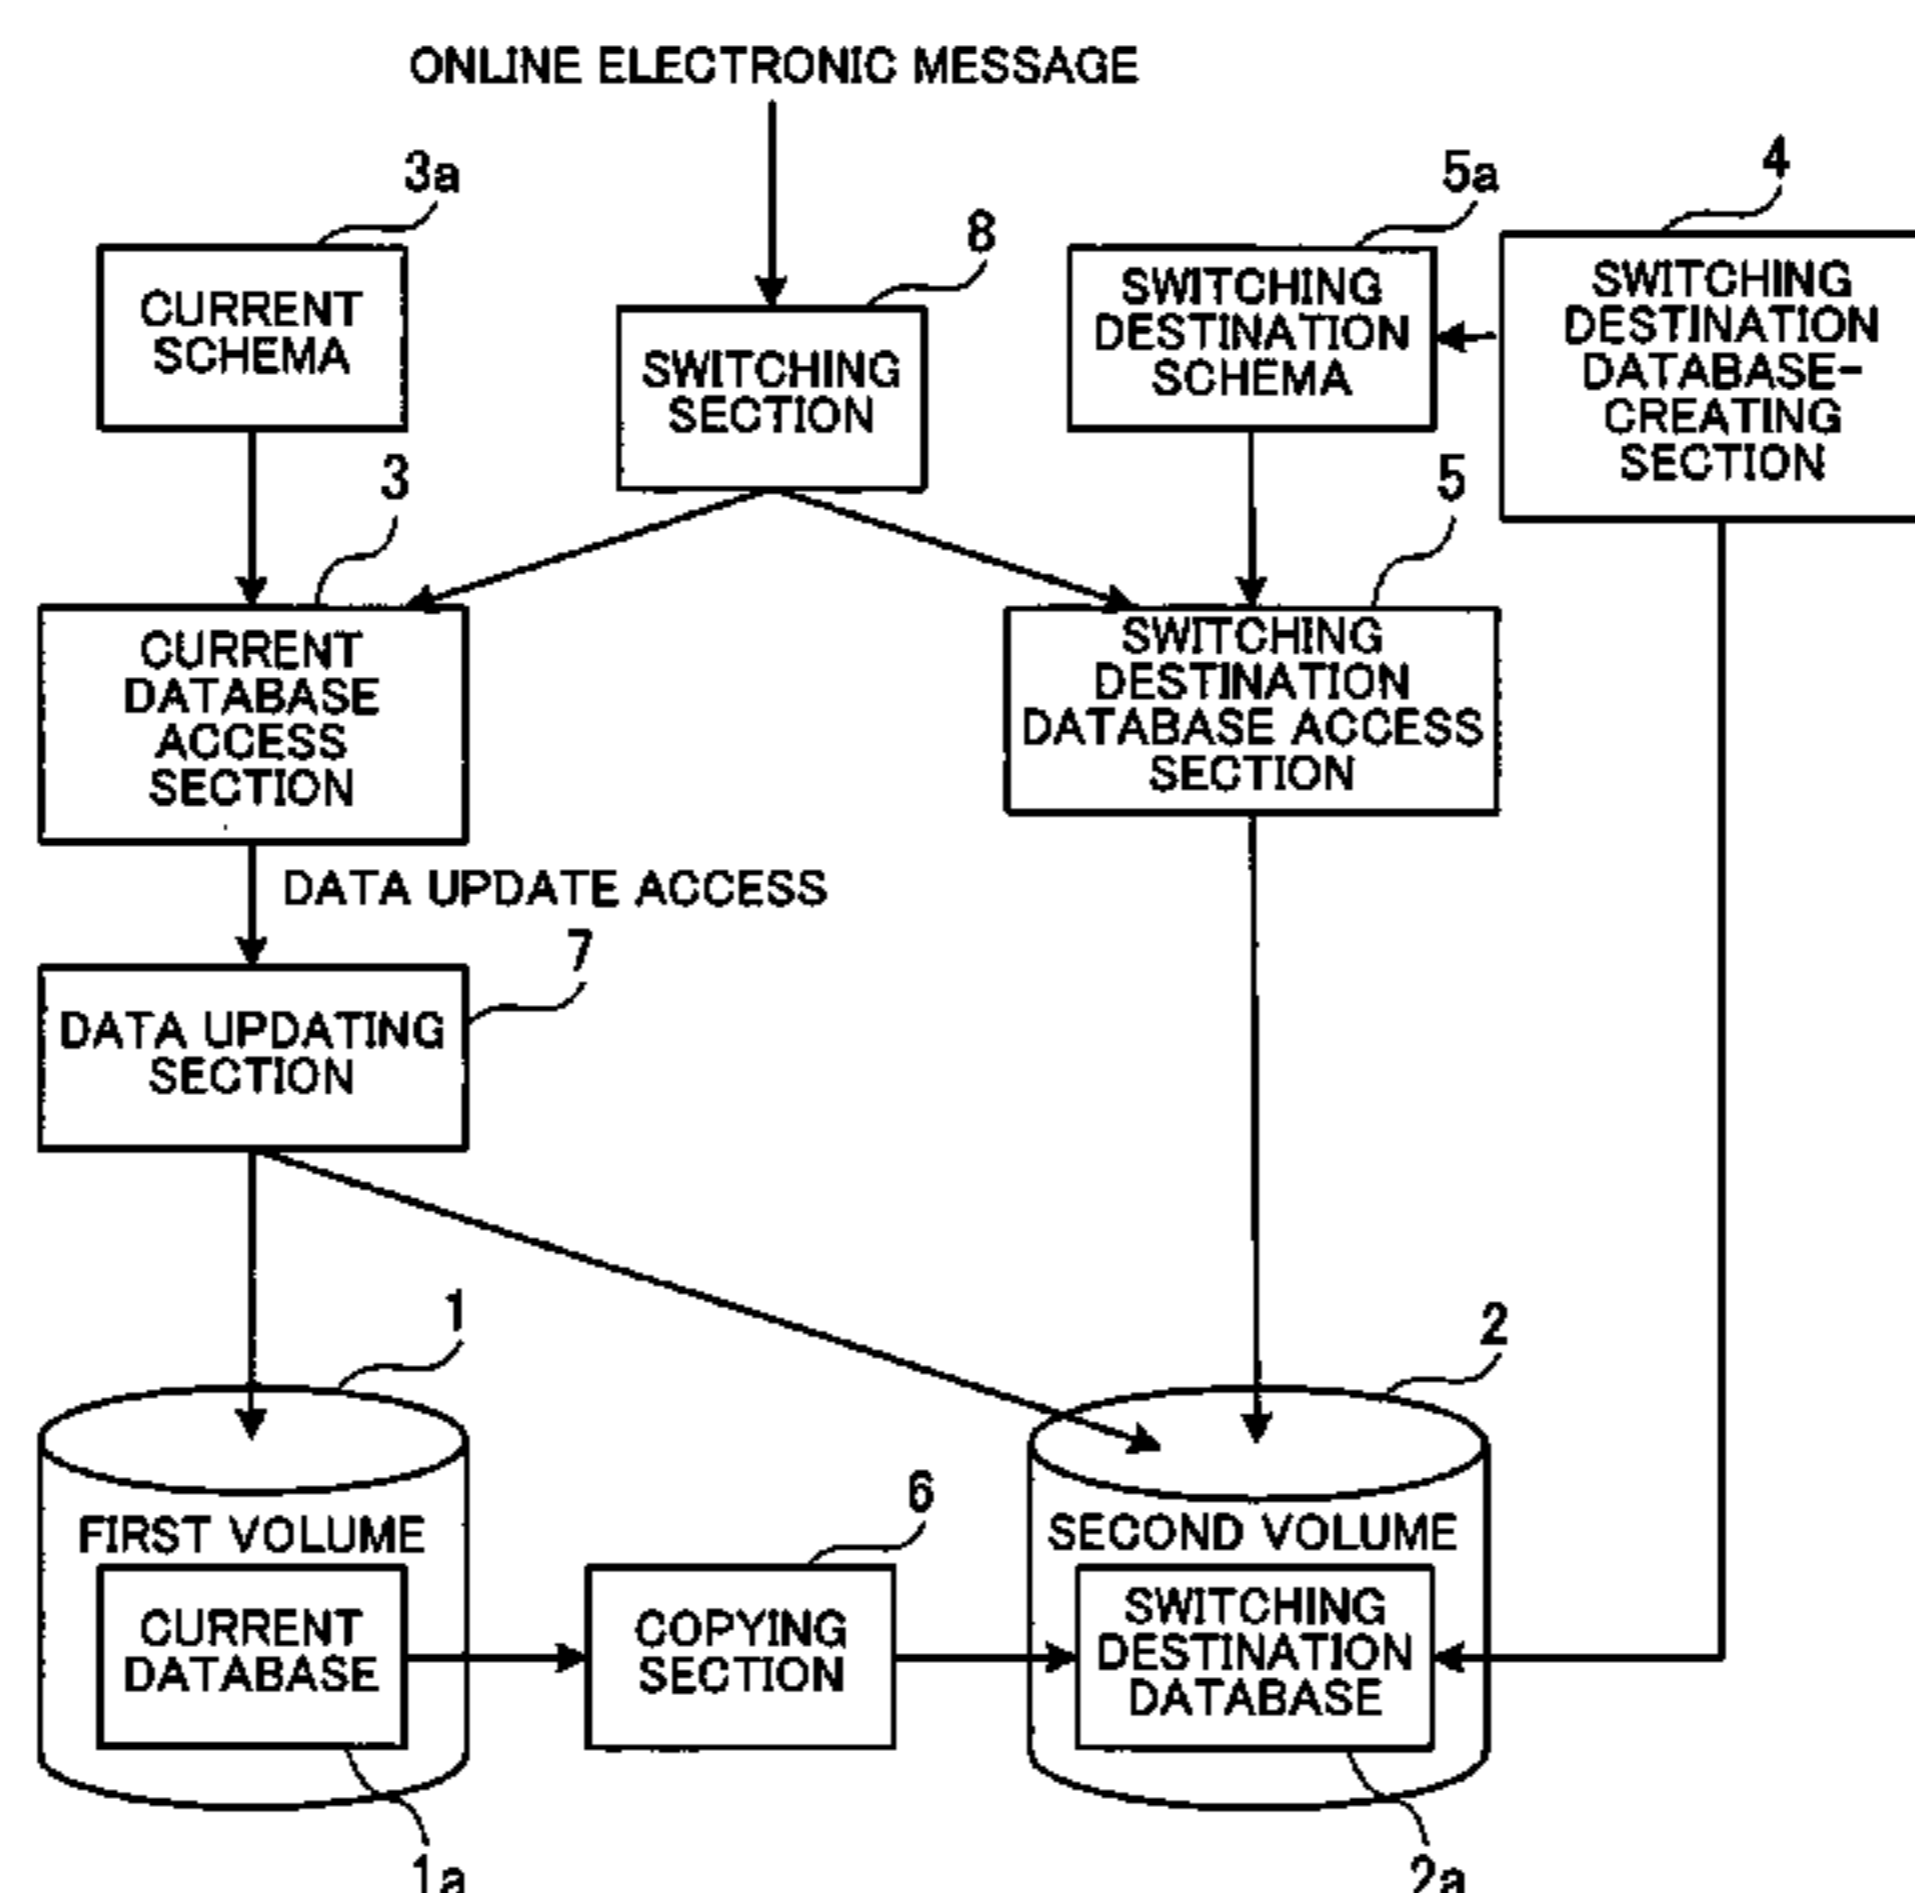 ONLINE ELECTRONIC MESSAGE
3a
CURRENT
SCHEMA
8
SWITCHING
SECTION
5a
SWITCHING
DESTINATION
SCHEMA
4
SWITCHING
DESTINATION
DATABASE-
CREATING
SECTION
3
CURRENT
DATABASE
ACCESS
SECTION
5
SWITCHING
DESTINATION
DATABASE ACCESS
SECTION
DATA UPDATE ACCESS
7
DATA UPDATING
SECTION
1
FIRST VOLUME
CURRENT
DATABASE
1a
6
COPYING
SECTION
2
SECOND VOLUME
SWITCHING
DESTINATION
DATABASE
2a